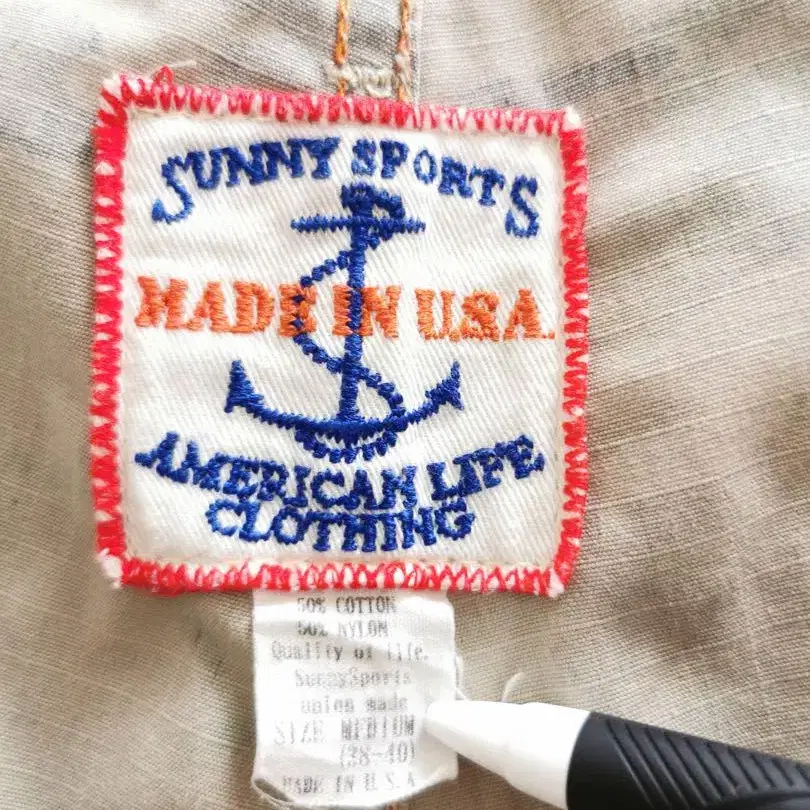 SUNNY SPORTS
MADE IN U.S.A.
AMERICAN LIFE
CLOTHING
50% COTTON
50% NYLON
Quality of life.
SunnySports
union made
SIZE MEDIUM
(38-40)
MADE IN U.S.A